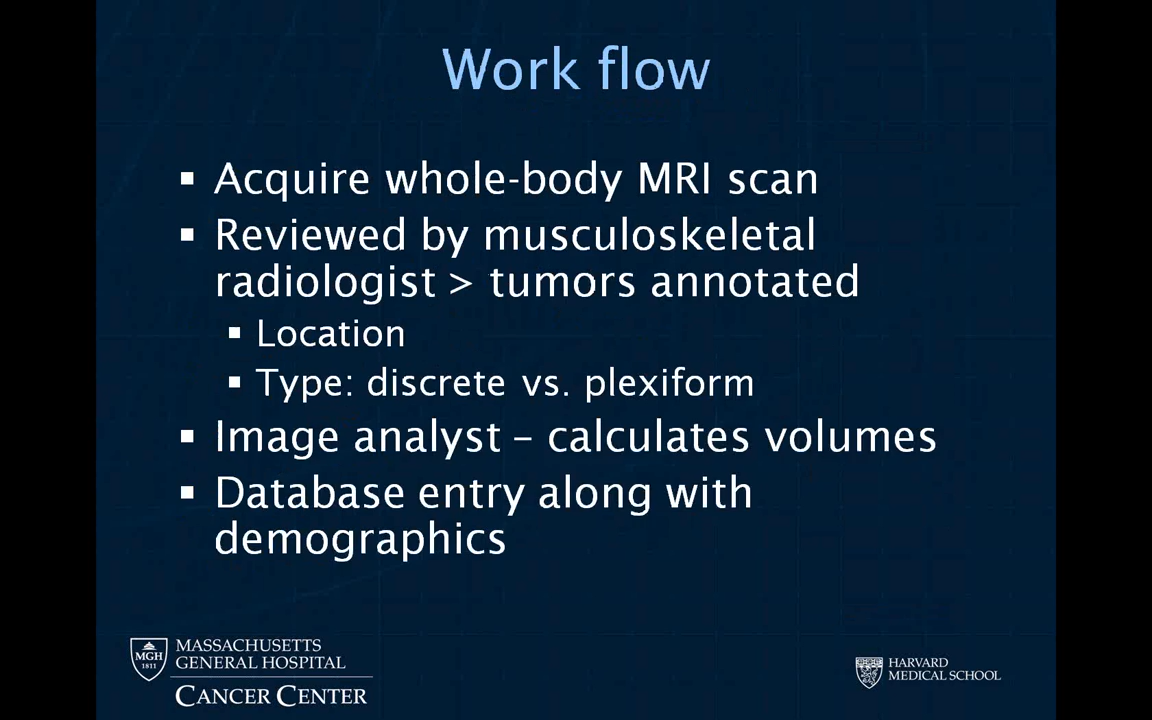 Work flow
▪ Acquire whole-body MRI scan
▪ Reviewed by musculoskeletal
radiologist > tumors annotated
▪ Location
▪ Type: discrete vs. plexiform
▪ Image analyst – calculates volumes
▪ Database entry along with
demographics
MGH
1811
MASSACHUSETTS
GENERAL HOSPITAL
CANCER CENTER
HARVARD
MEDICAL SCHOOL